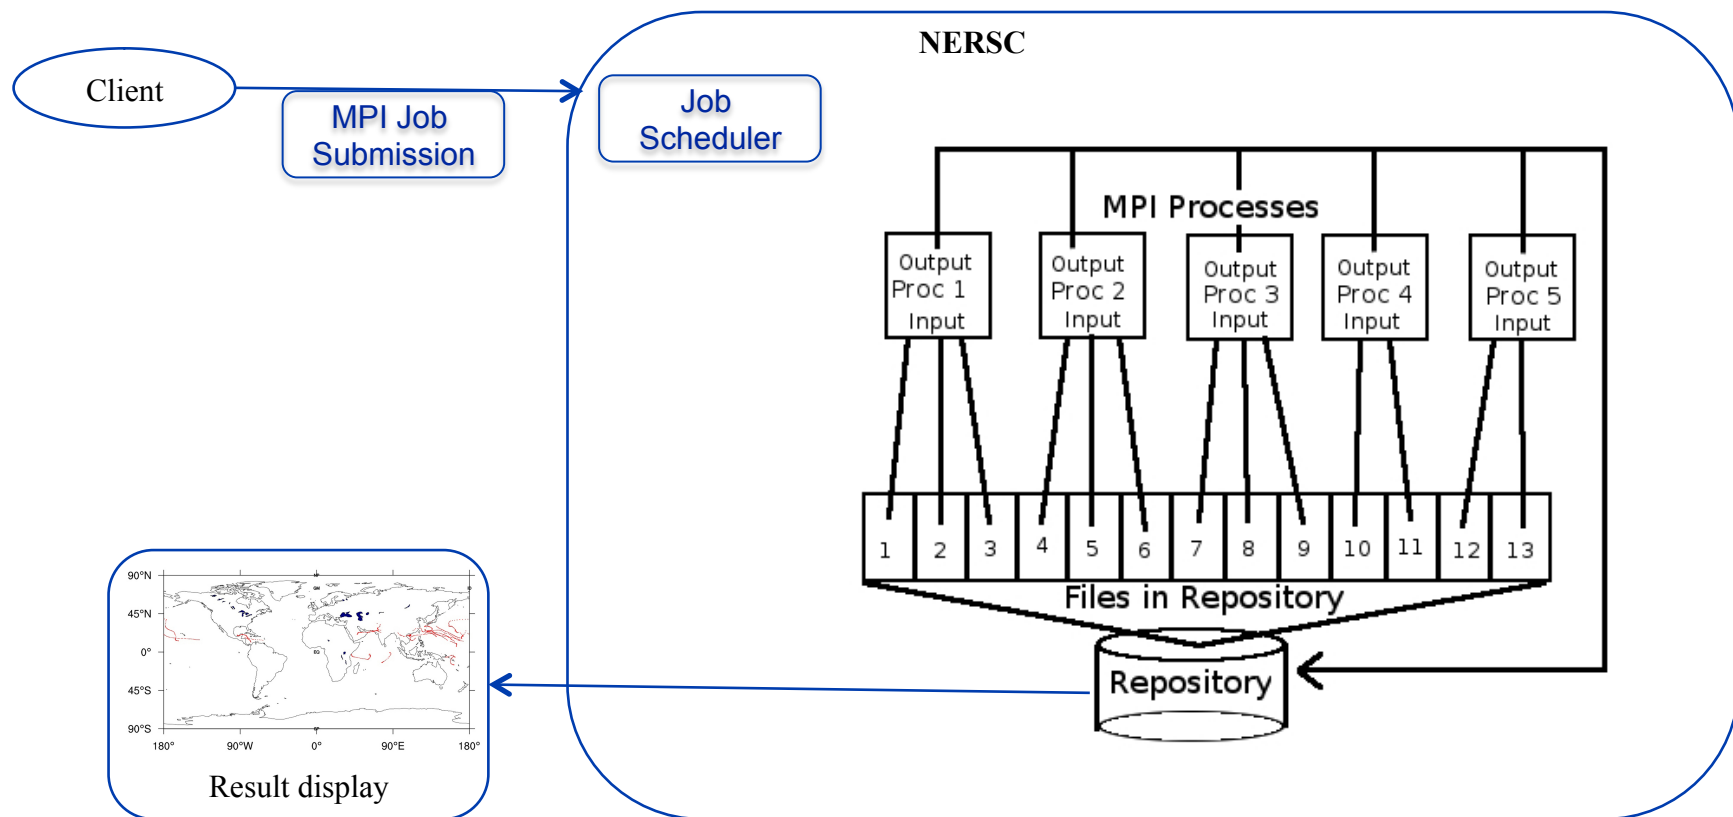 NERSC
Client
MPI Job
Submission
Job
Scheduler
MPI Processes
Output
Proc 1
Input
Output
Proc 2
Input
Output
Proc 3
Input
Output
Proc 4
Input
Output
Proc 5
Input
1 2 3 4 5 6 7 8 9 10 11 12 13
Files in Repository
Repository
90°N
45°N
0°
45°S
90°S
180° 90°W 0° 90°E 180°
Result display